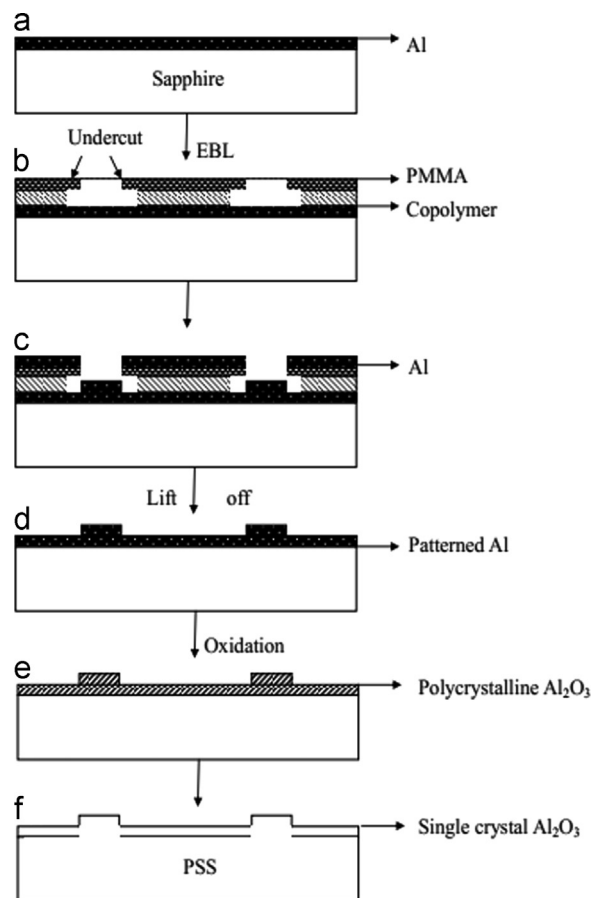 a
Al
Sapphire
Undercut
EBL
b
PMMA
Copolymer
c
Al
Lift off
d
Patterned Al
Oxidation
e
Polycrystalline Al₂O₃
f
Single crystal Al₂O₃
PSS